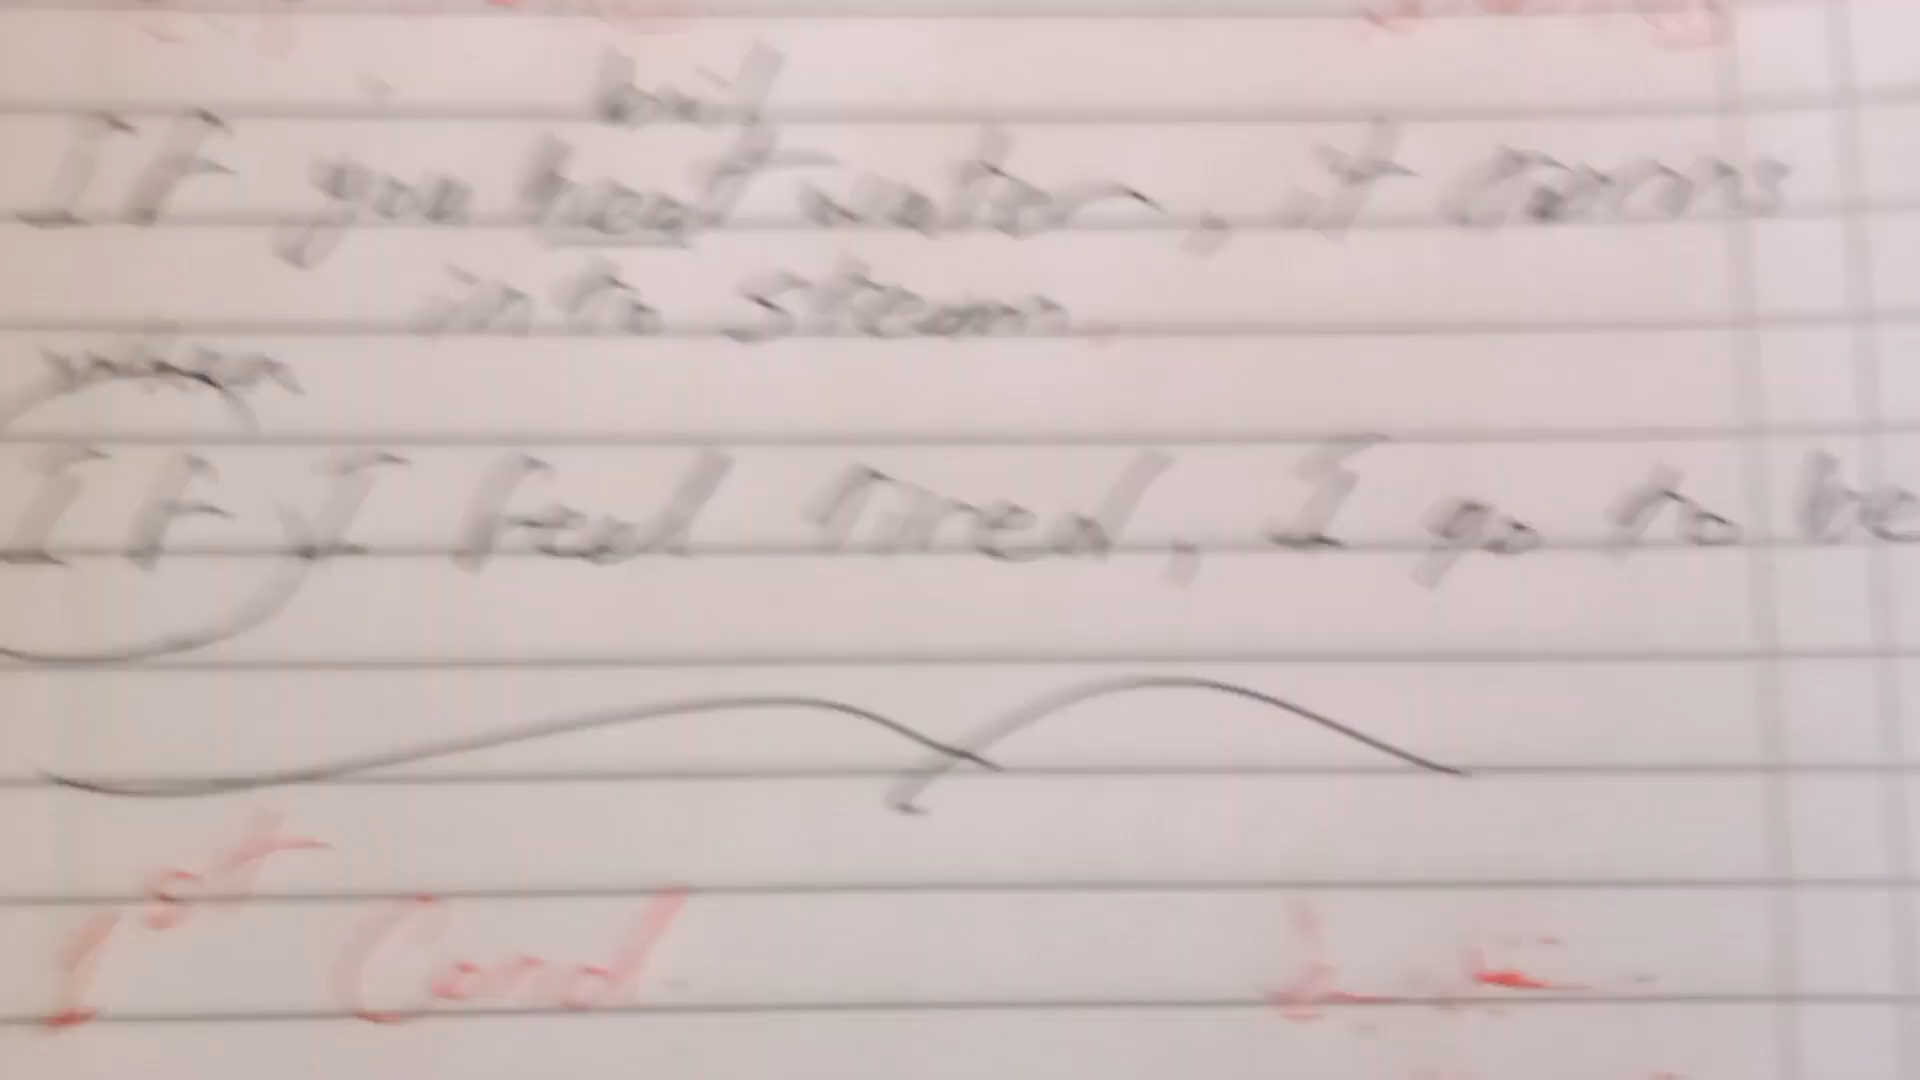 boil
If you heat water, it turns
into steam
when
If I feel tired, I go to be
1st Cond